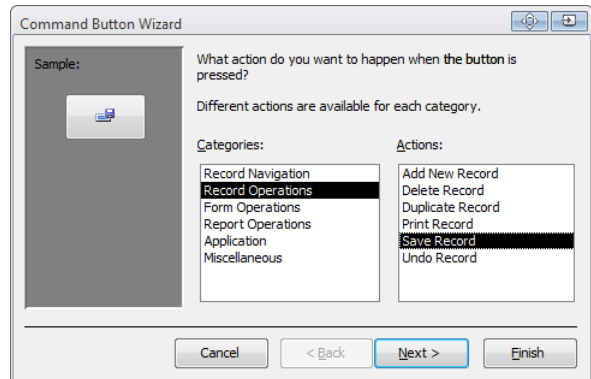 Command Button Wizard
Sample:
What action do you want to happen when the button is
pressed?
Different actions are available for each category.
Categories:
Record Navigation
Record Operations
Form Operations
Report Operations
Application
Miscellaneous
Actions:
Add New Record
Delete Record
Duplicate Record
Print Record
Save Record
Undo Record
Cancel
< Back
Next >
Finish